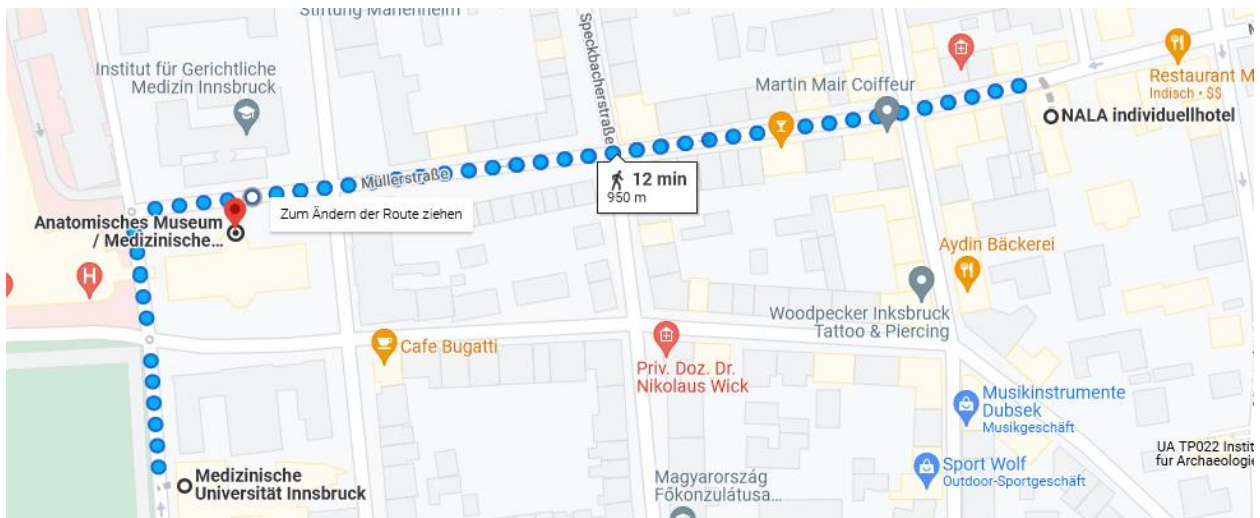 Stiftung Marienheim
Institut für Gerichtliche
Medizin Innsbruck
Speckbacherstraße
Martin Mair Coiffeur
Restaurant M
Indisch • $$
NALA individuellhotel
Müllerstraße
12 min
950 m
Zum Ändern der Route ziehen
Anatomisches Museum
/ Medizinische...
H
Aydin Bäckerei
Woodpecker Inksbruck
Tattoo & Piercing
Cafe Bugatti
Priv. Doz. Dr.
Nikolaus Wick
Musikinstrumente
Dubsek
Musikgeschäft
UA TP022 Instit
fur Archaeologie
Medizinische
Universität Innsbruck
Magyarország
Főkonzulátusa...
Sport Wolf
Outdoor-Sportgeschäft